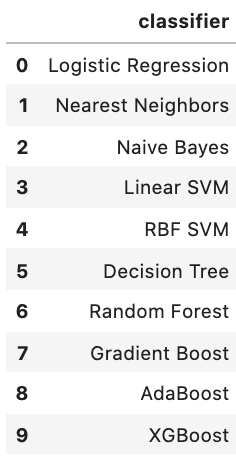 classifier
0 Logistic Regression
1 Nearest Neighbors
2 Naive Bayes
3 Linear SVM
4 RBF SVM
5 Decision Tree
6 Random Forest
7 Gradient Boost
8 AdaBoost
9 XGBoost